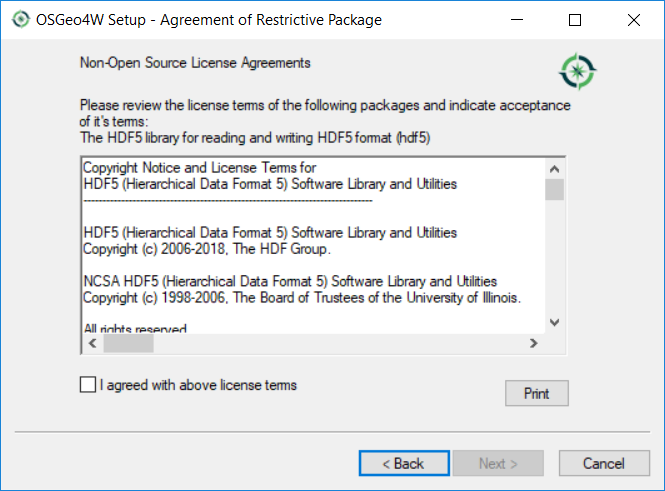 OSGeo4W Setup - Agreement of Restrictive Package
Non-Open Source License Agreements
Please review the license terms of the following packages and indicate acceptance
of it's terms:
The HDF5 library for reading and writing HDF5 format (hdf5)
Copyright Notice and License Terms for
HDF5 (Hierarchical Data Format 5) Software Library and Utilities
-----------------------------------------------------------------------------
HDF5 (Hierarchical Data Format 5) Software Library and Utilities
Copyright (c) 2006-2018, The HDF Group.
NCSA HDF5 (Hierarchical Data Format 5) Software Library and Utilities
Copyright (c) 1998-2006, The Board of Trustees of the University of Illinois.
All rights reserved
I agreed with above license terms
Print
< Back
Next >
Cancel